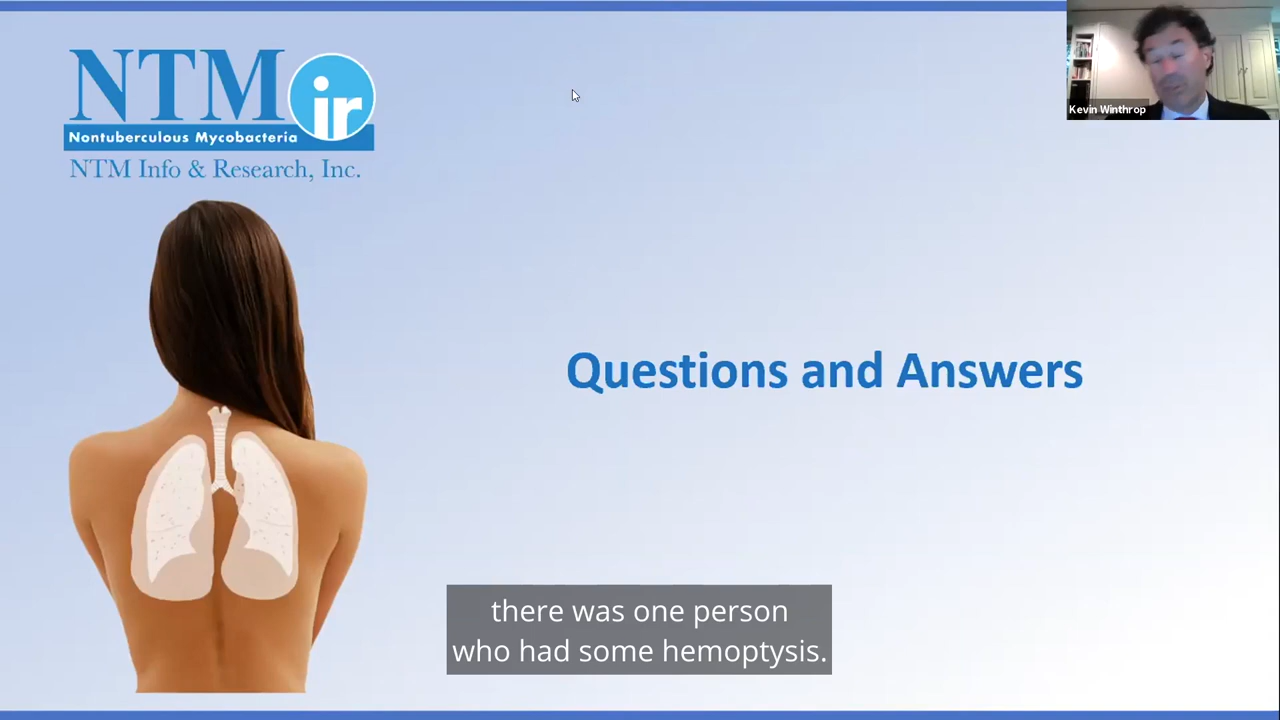 NTM
ir
Nontuberculous Mycobacteria
NTM Info & Research, Inc.
Kevin Winthrop
Questions and Answers
there was one person
who had some hemoptysis.